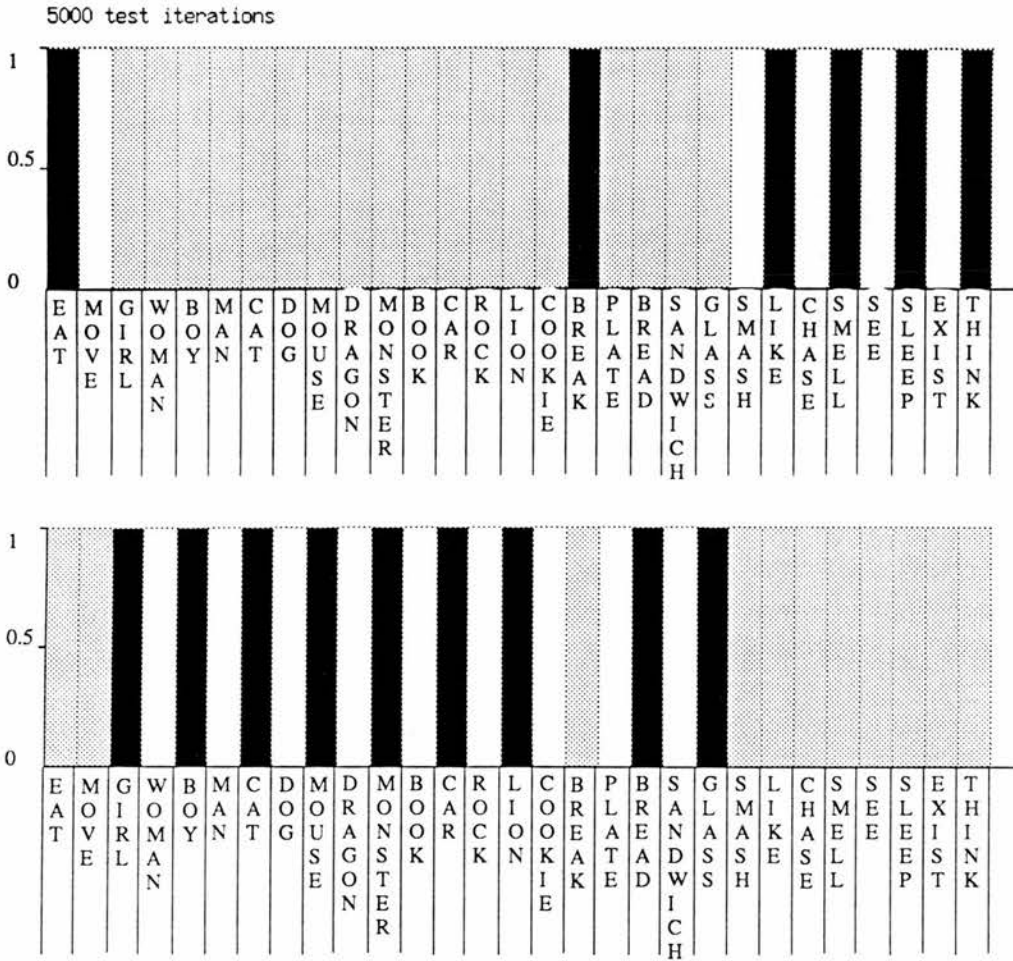 5000 test iterations
1
0.5
0
EAT MOVE GIRL WOMAN BOY MAN CAT DOG MOUSE DRAGON MONSTER BOOK CAR ROCK LION COOKIE BREAK PLATE BREAD SANDWICH GLASS SMASH LIKE CHASE SMELL SEE SLEEP EXIST THINK
1
0.5
0
EAT MOVE GIRL WOMAN BOY MAN CAT DOG MOUSE DRAGON MONSTER BOOK CAR ROCK LION COOKIE BREAK PLATE BREAD SANDWICH GLASS SMASH LIKE CHASE SMELL SEE SLEEP EXIST THINK